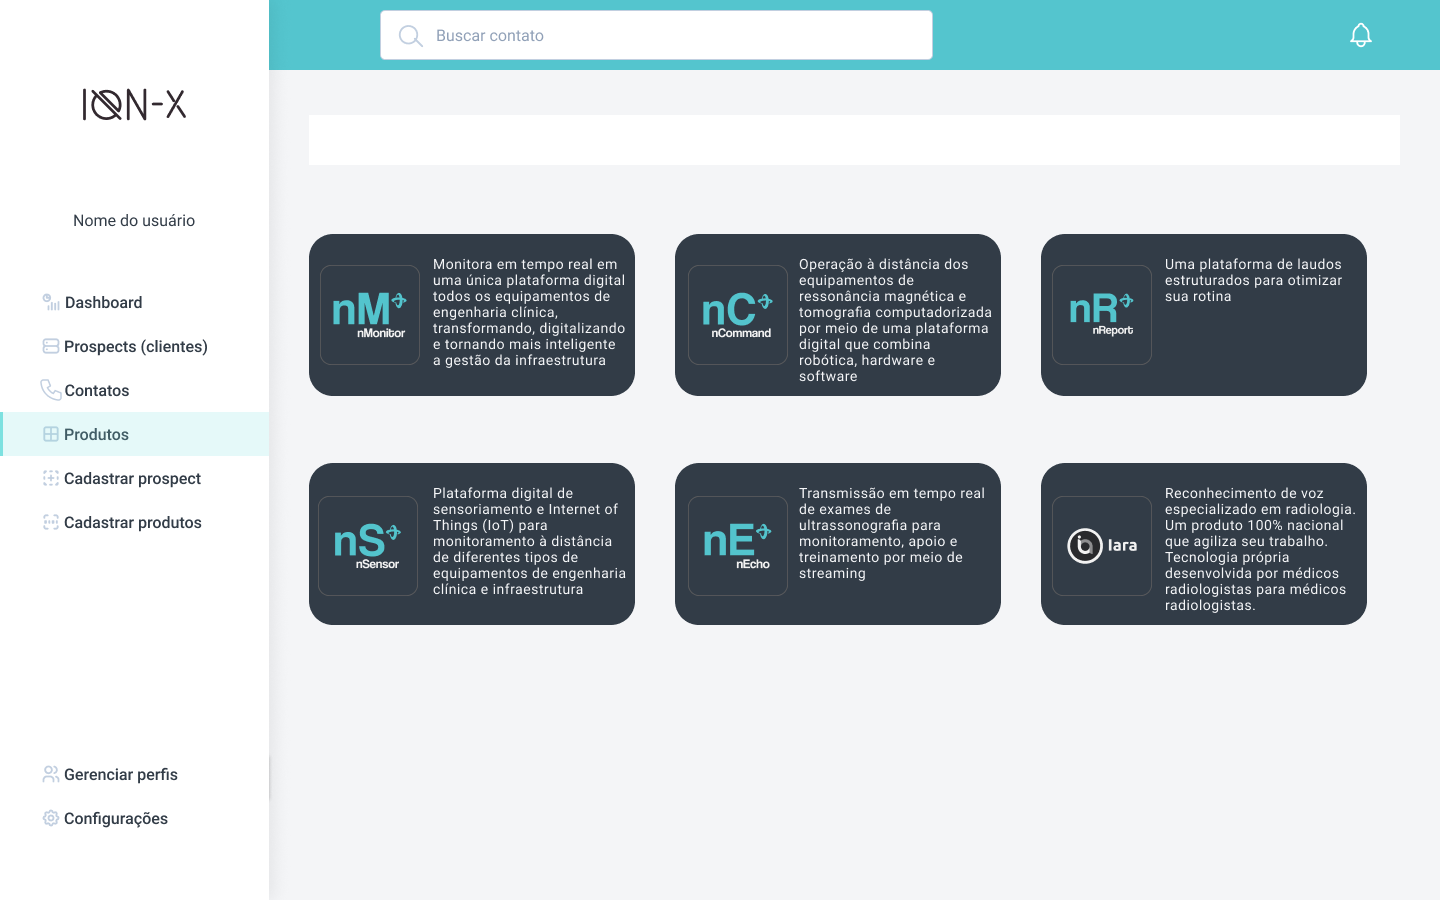 ION-X
Buscar contato
Nome do usuário
Dashboard
Prospects (clientes)
Contatos
Produtos
Cadastrar prospect
Cadastrar produtos
Gerenciar perfis
Configurações
nM
nMonitor
Monitora em tempo real em
uma única plataforma digital
todos os equipamentos de
engenharia clínica,
transformando, digitalizando
e tornando mais inteligente
a gestão da infraestrutura
nC
nCommand
Operação à distância dos
equipamentos de
ressonância magnética e
tomografia computadorizada
por meio de uma plataforma
digital que combina
robótica, hardware e
software
nR
nReport
Uma plataforma de laudos
estruturados para otimizar
sua rotina
nS
nSensor
Plataforma digital de
sensoriamento e Internet of
Things (IoT) para
monitoramento à distância
de diferentes tipos de
equipamentos de engenharia
clínica e infraestrutura
nE
nEcho
Transmissão em tempo real
de exames de
ultrassonografia para
monitoramento, apoio e
treinamento por meio de
streaming
lara
Reconhecimento de voz
especializado em radiologia.
Um produto 100% nacional
que agiliza seu trabalho.
Tecnologia própria
desenvolvida por médicos
radiologistas para médicos
radiologistas.